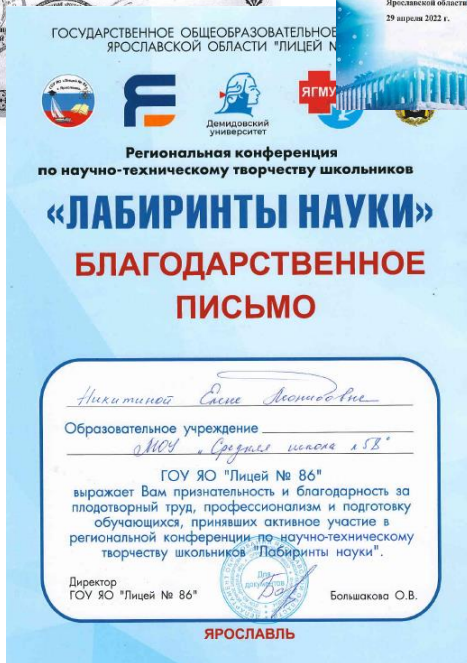 Ярославской области
29 апреля 2022 г.
ГОСУДАРСТВЕННОЕ ОБЩЕОБРАЗОВАТЕЛЬНОЕ
ЯРОСЛАВСКОЙ ОБЛАСТИ "ЛИЦЕЙ №
Демидовский
университет
ЯГМУ
Региональная конференция
по научно-техническому творчеству школьников
«ЛАБИРИНТЫ НАУКИ»
БЛАГОДАРСТВЕННОЕ
ПИСЬМО
Никитиной Елене Леонидовне
Образовательное учреждение
МОУ "Средняя школа
ГОУ ЯО "Лицей № 86"
выражает Вам признательность и благодарность за
плодотворный труд, профессионализм и подготовку
обучающихся, принявших активное участие в
региональной конференции по научно-техническому
творчеству школьников "Лабиринты науки".
Для
документов
Директор
ГОУ ЯО "Лицей № 86"
Большакова О.В.
ЯРОСЛАВЛЬ